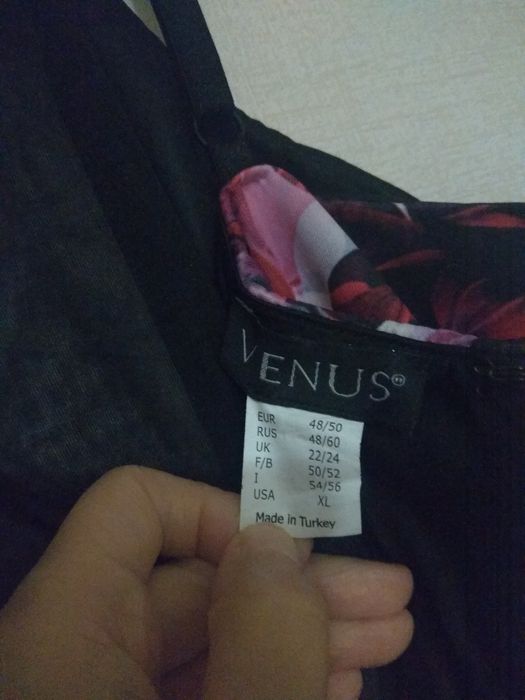 VENUS®
EUR 48/50
RUS 48/60
UK 22/24
F/B 50/52
I 54/56
USA XL
Made in Turkey